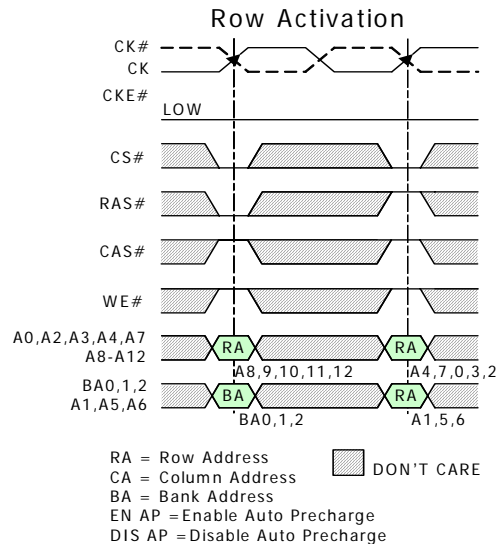 Row Activation
CK#
CK
CKE#
LOW
CS#
RAS#
CAS#
WE#
A0,A2,A3,A4,A7
A8-A12
RA
RA
A8,9,10,11,12
A4,7,0,3,2
BA0,1,2
A1,A5,A6
BA
RA
BA0,1,2
A1,5,6
RA = Row Address
CA = Column Address
BA = Bank Address
EN AP =Enable Auto Precharge
DIS AP =Disable Auto Precharge
DON'T CARE